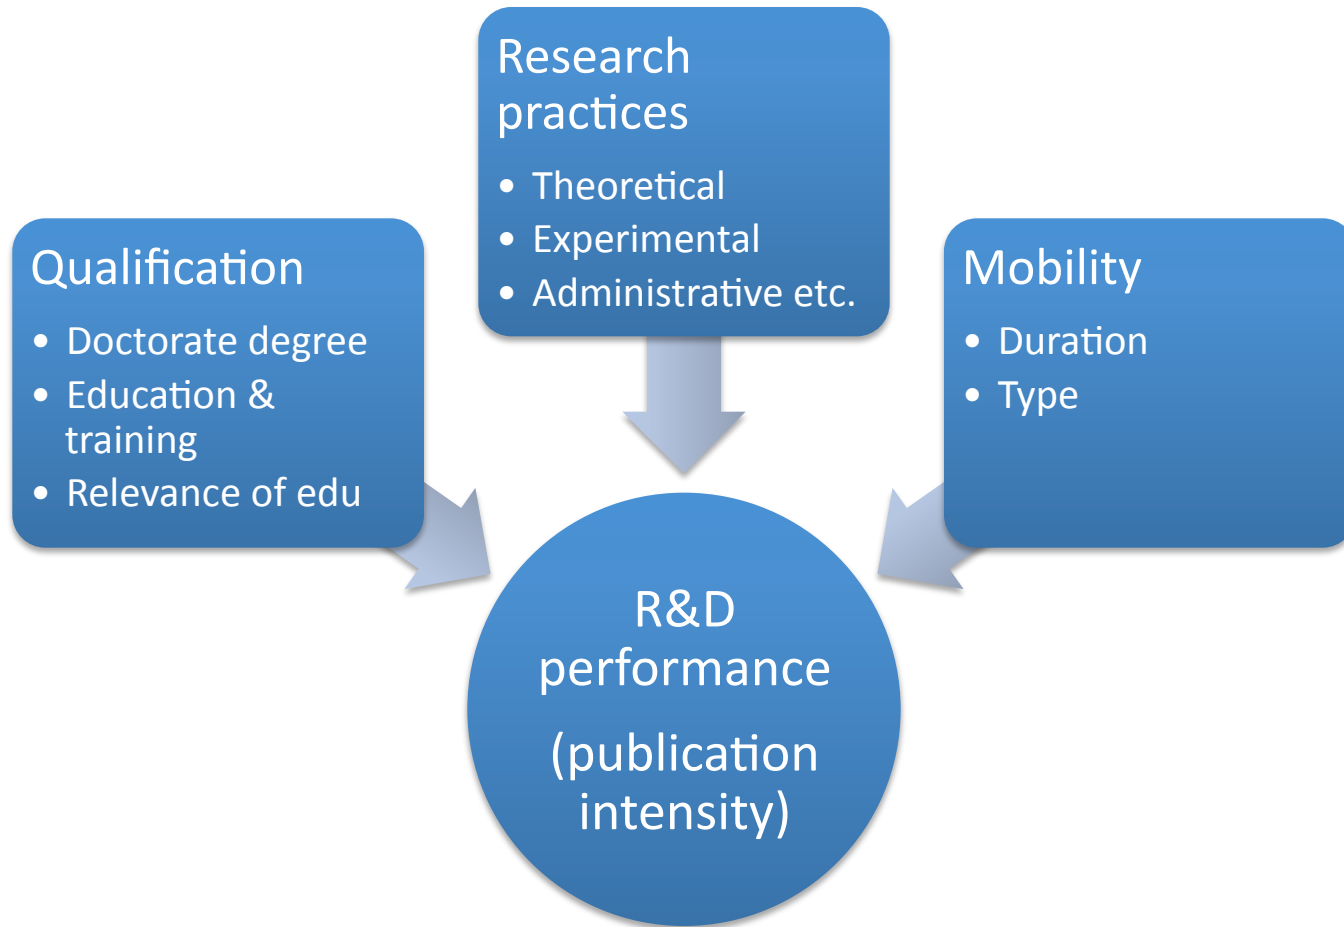 Research
practices
• Theoretical
• Experimental
• Administrative etc.
Qualification
• Doctorate degree
• Education &
training
• Relevance of edu
Mobility
• Duration
• Type
R&D
performance
(publication
intensity)